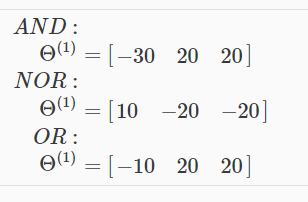 AND:
Θ(1) = [−30 20 20]
NOR:
Θ(1) = [10 −20 −20]
OR:
Θ(1) = [−10 20 20]